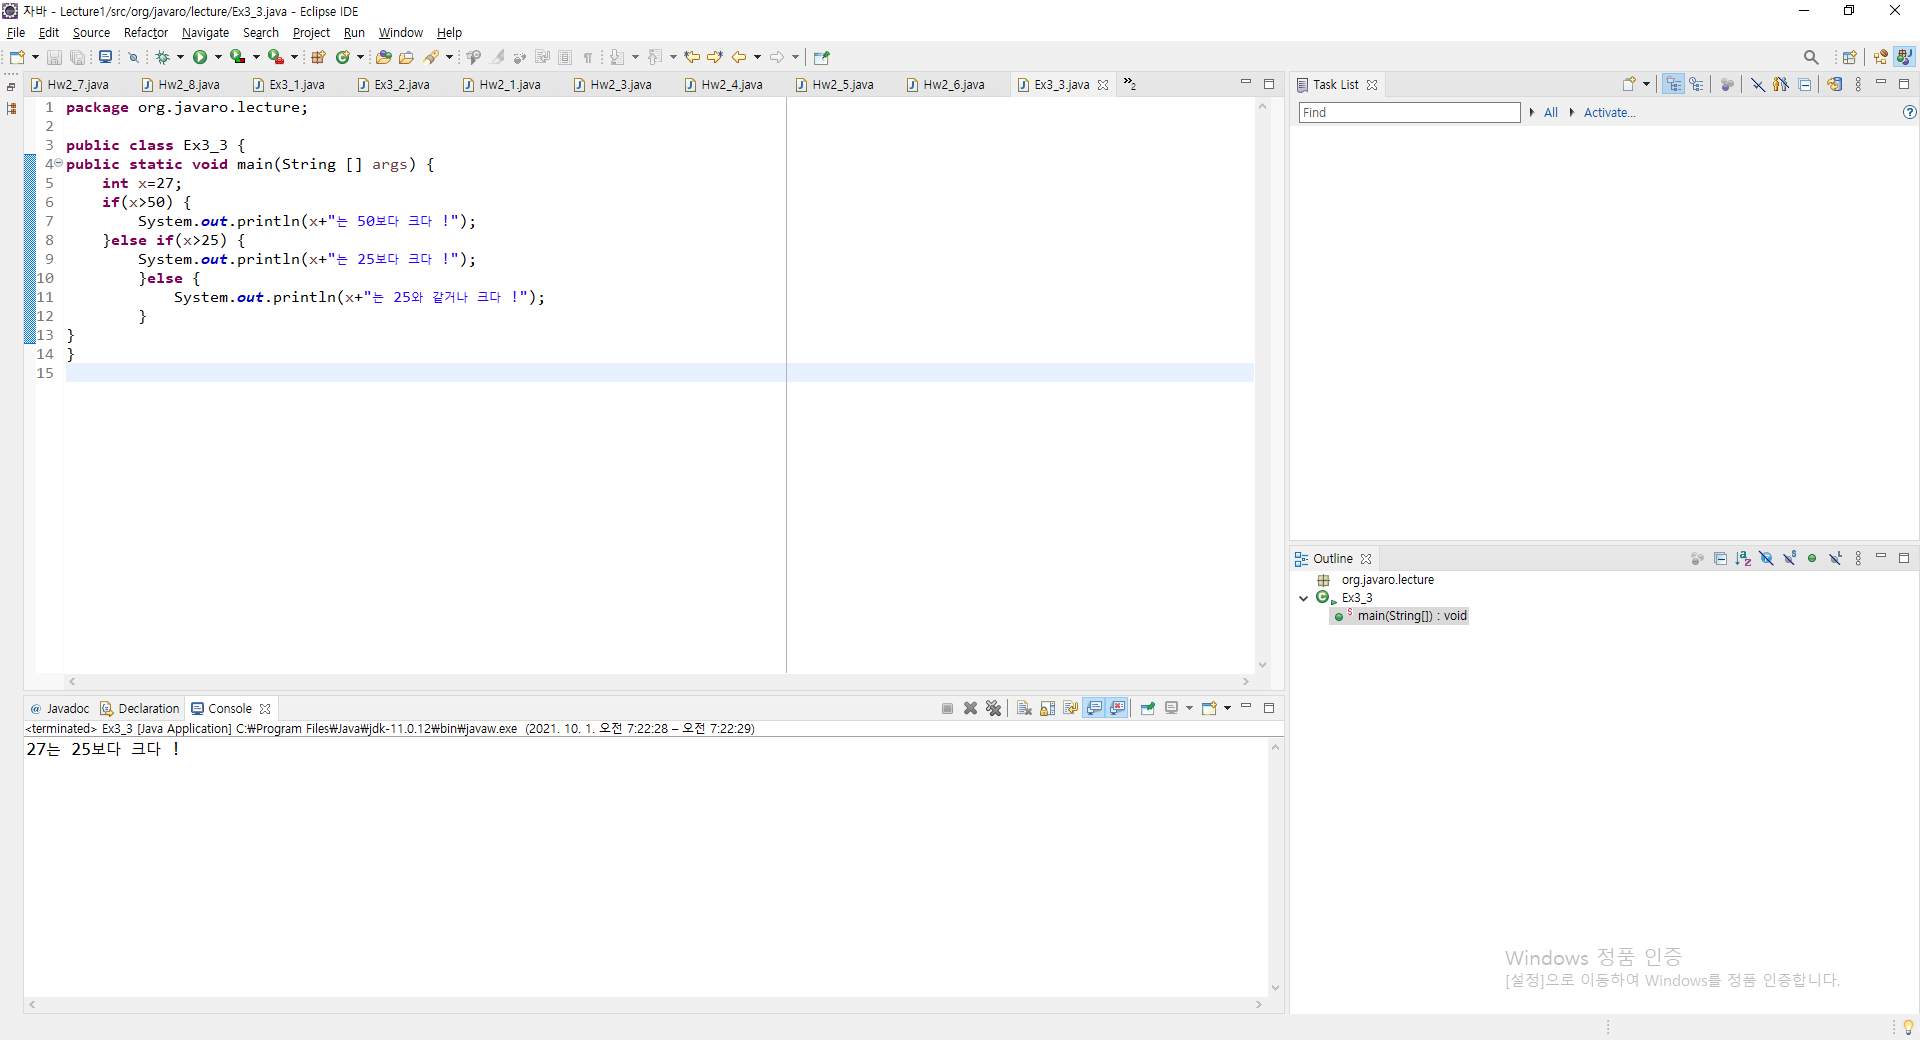 자바 - Lecture1/src/org/javaro/lecture/Ex3_3.java - Eclipse IDE
File Edit Source Refactor Navigate Search Project Run Window Help
Hw2_7.java Hw2_8.java Ex3_1.java Ex3_2.java Hw2_1.java Hw2_3.java Hw2_4.java Hw2_5.java Hw2_6.java Ex3_3.java »2
1 package org.javaro.lecture;
2
3 public class Ex3_3 {
4 public static void main(String [] args) {
5 int x=27;
6 if(x>50) {
7 System.out.println(x+"는 50보다 크다 !");
8 }else if(x>25) {
9 System.out.println(x+"는 25보다 크다 !");
10 }else {
11 System.out.println(x+"는 25와 같거나 크다 !");
12 }
13 }
14 }
15
Task List
Find All Activate...
Outline
org.javaro.lecture
Ex3_3
main(String[]) : void
@ Javadoc Declaration Console
<terminated> Ex3_3 [Java Application] C:₩Program Files₩Java₩jdk-11.0.12₩bin₩javaw.exe (2021. 10. 1. 오전 7:22:28 – 오전 7:22:29)
27는 25보다 크다 !
Windows 정품 인증
[설정]으로 이동하여 Windows를 정품 인증합니다.